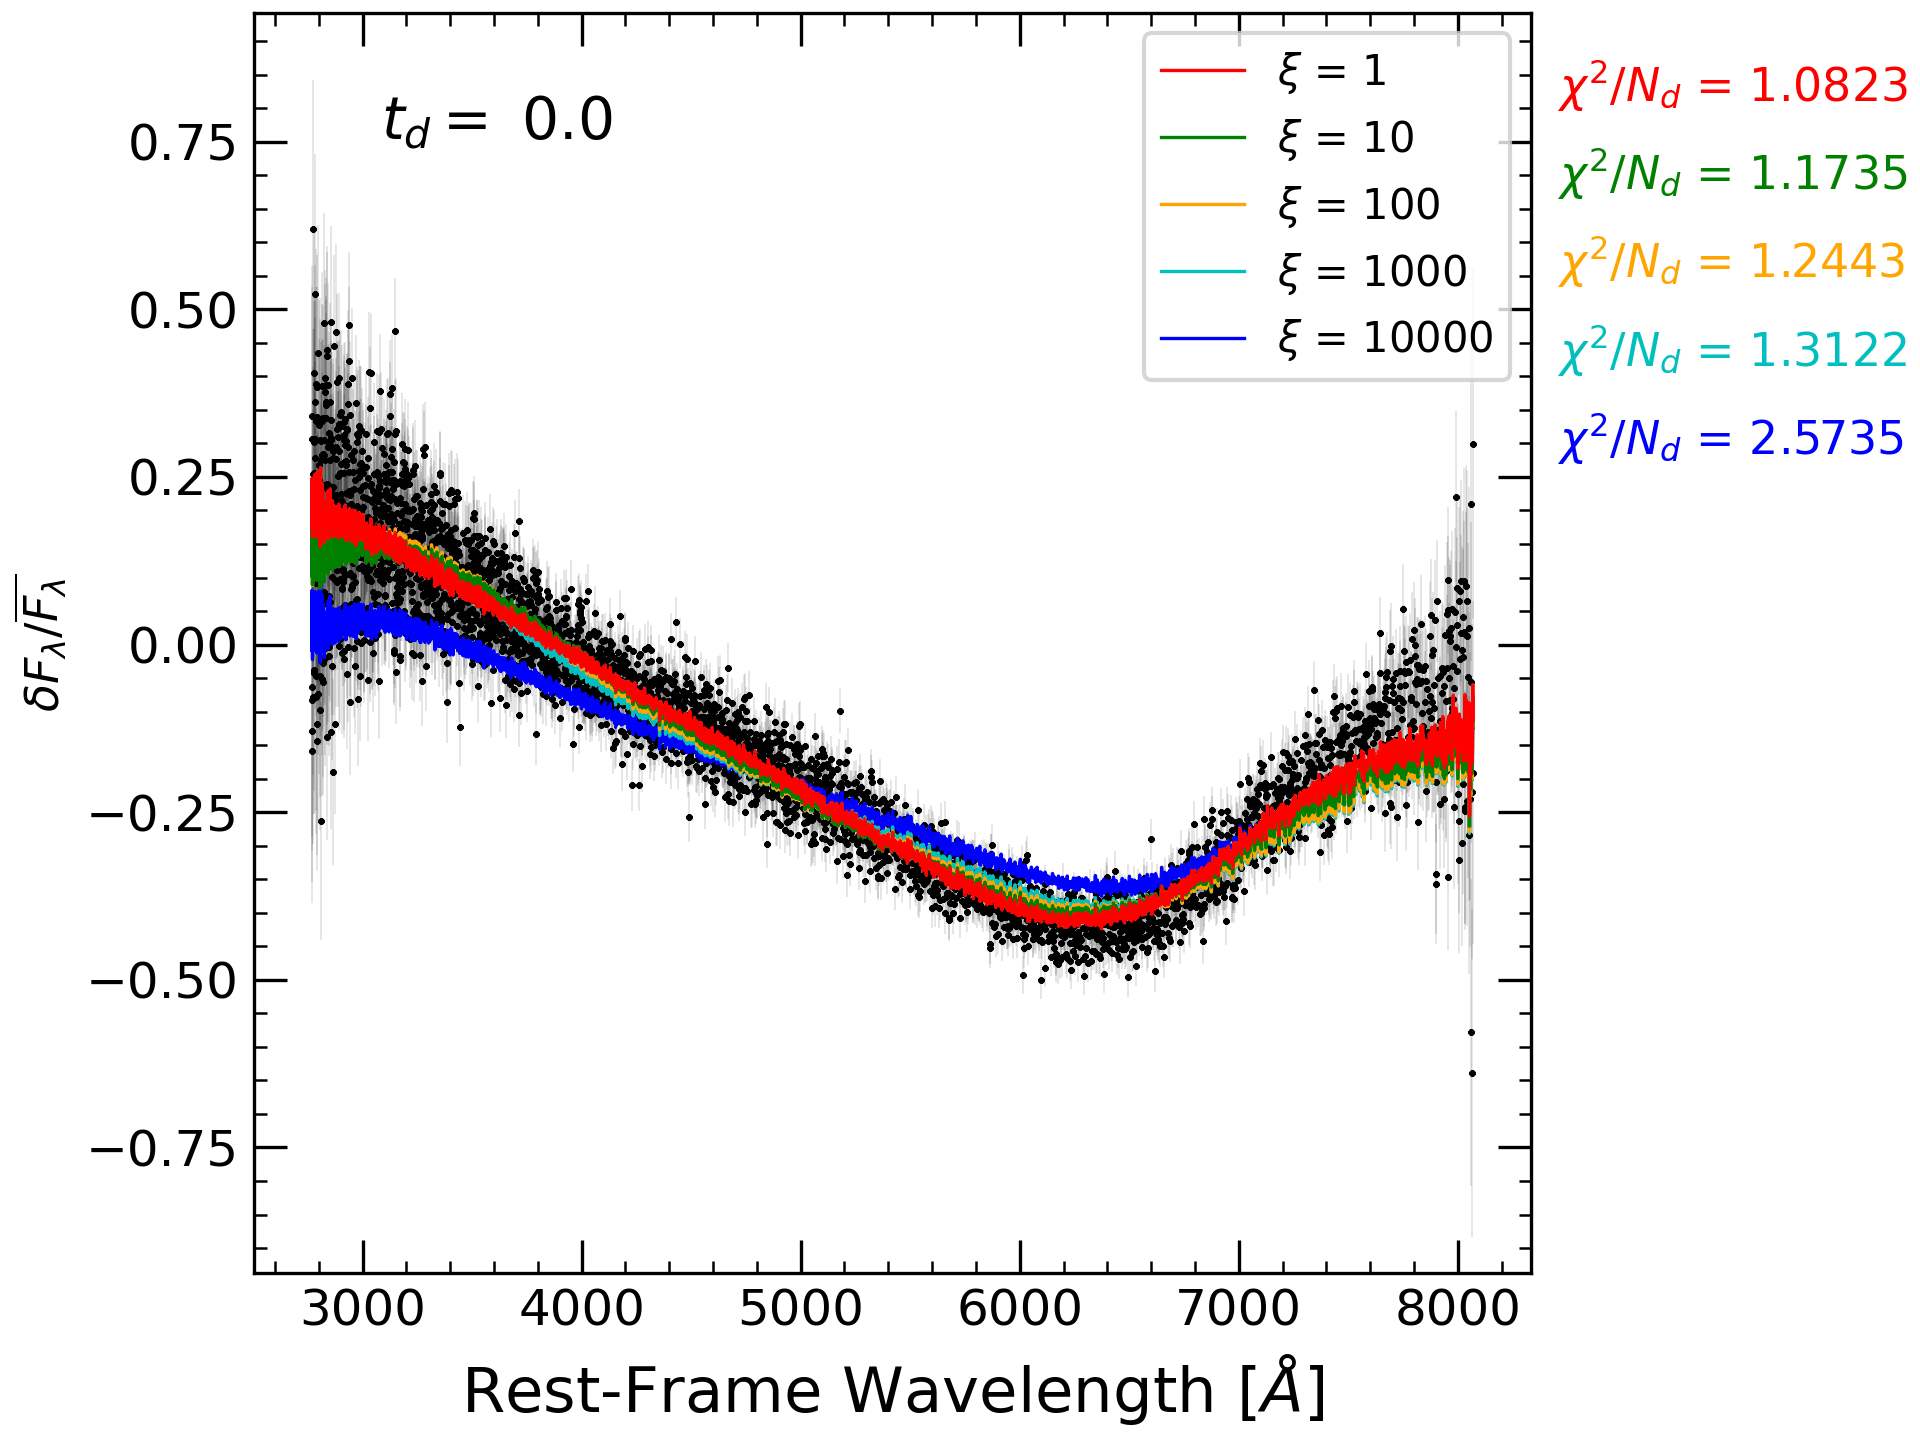 t_d = 0.0
ξ = 1
ξ = 10
ξ = 100
ξ = 1000
ξ = 10000
χ²/N_d = 1.0823
χ²/N_d = 1.1735
χ²/N_d = 1.2443
χ²/N_d = 1.3122
χ²/N_d = 2.5735
0.75
0.50
0.25
0.00
−0.25
−0.50
−0.75
δF_λ/F̅_λ
3000 4000 5000 6000 7000 8000
Rest-Frame Wavelength [Å]